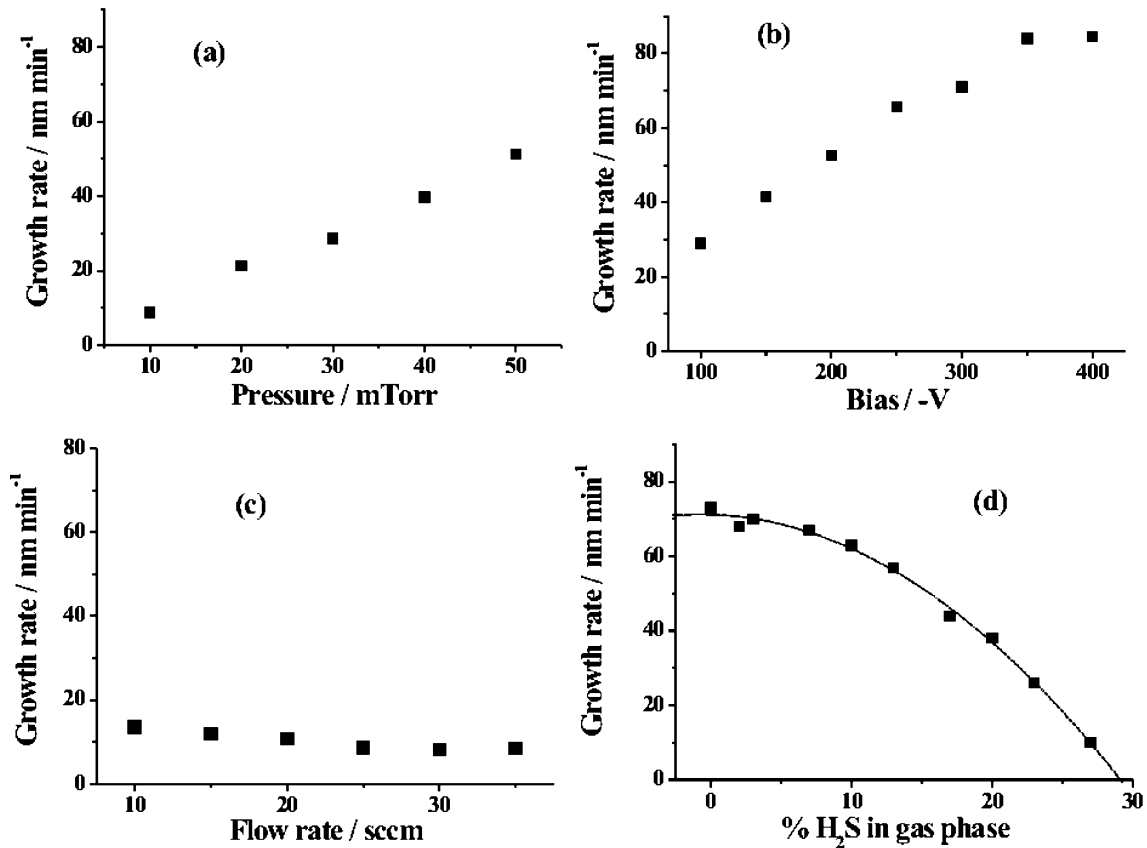 (a)
Growth rate / nm min⁻¹
80
60
40
20
0
10 20 30 40 50
Pressure / mTorr
(b)
Growth rate / nm min⁻¹
80
60
40
20
0
100 200 300 400
Bias / -V
(c)
Growth rate / nm min⁻¹
80
60
40
20
0
10 20 30
Flow rate / sccm
(d)
Growth rate / nm min⁻¹
80
60
40
20
0
0 10 20 30
% H₂S in gas phase